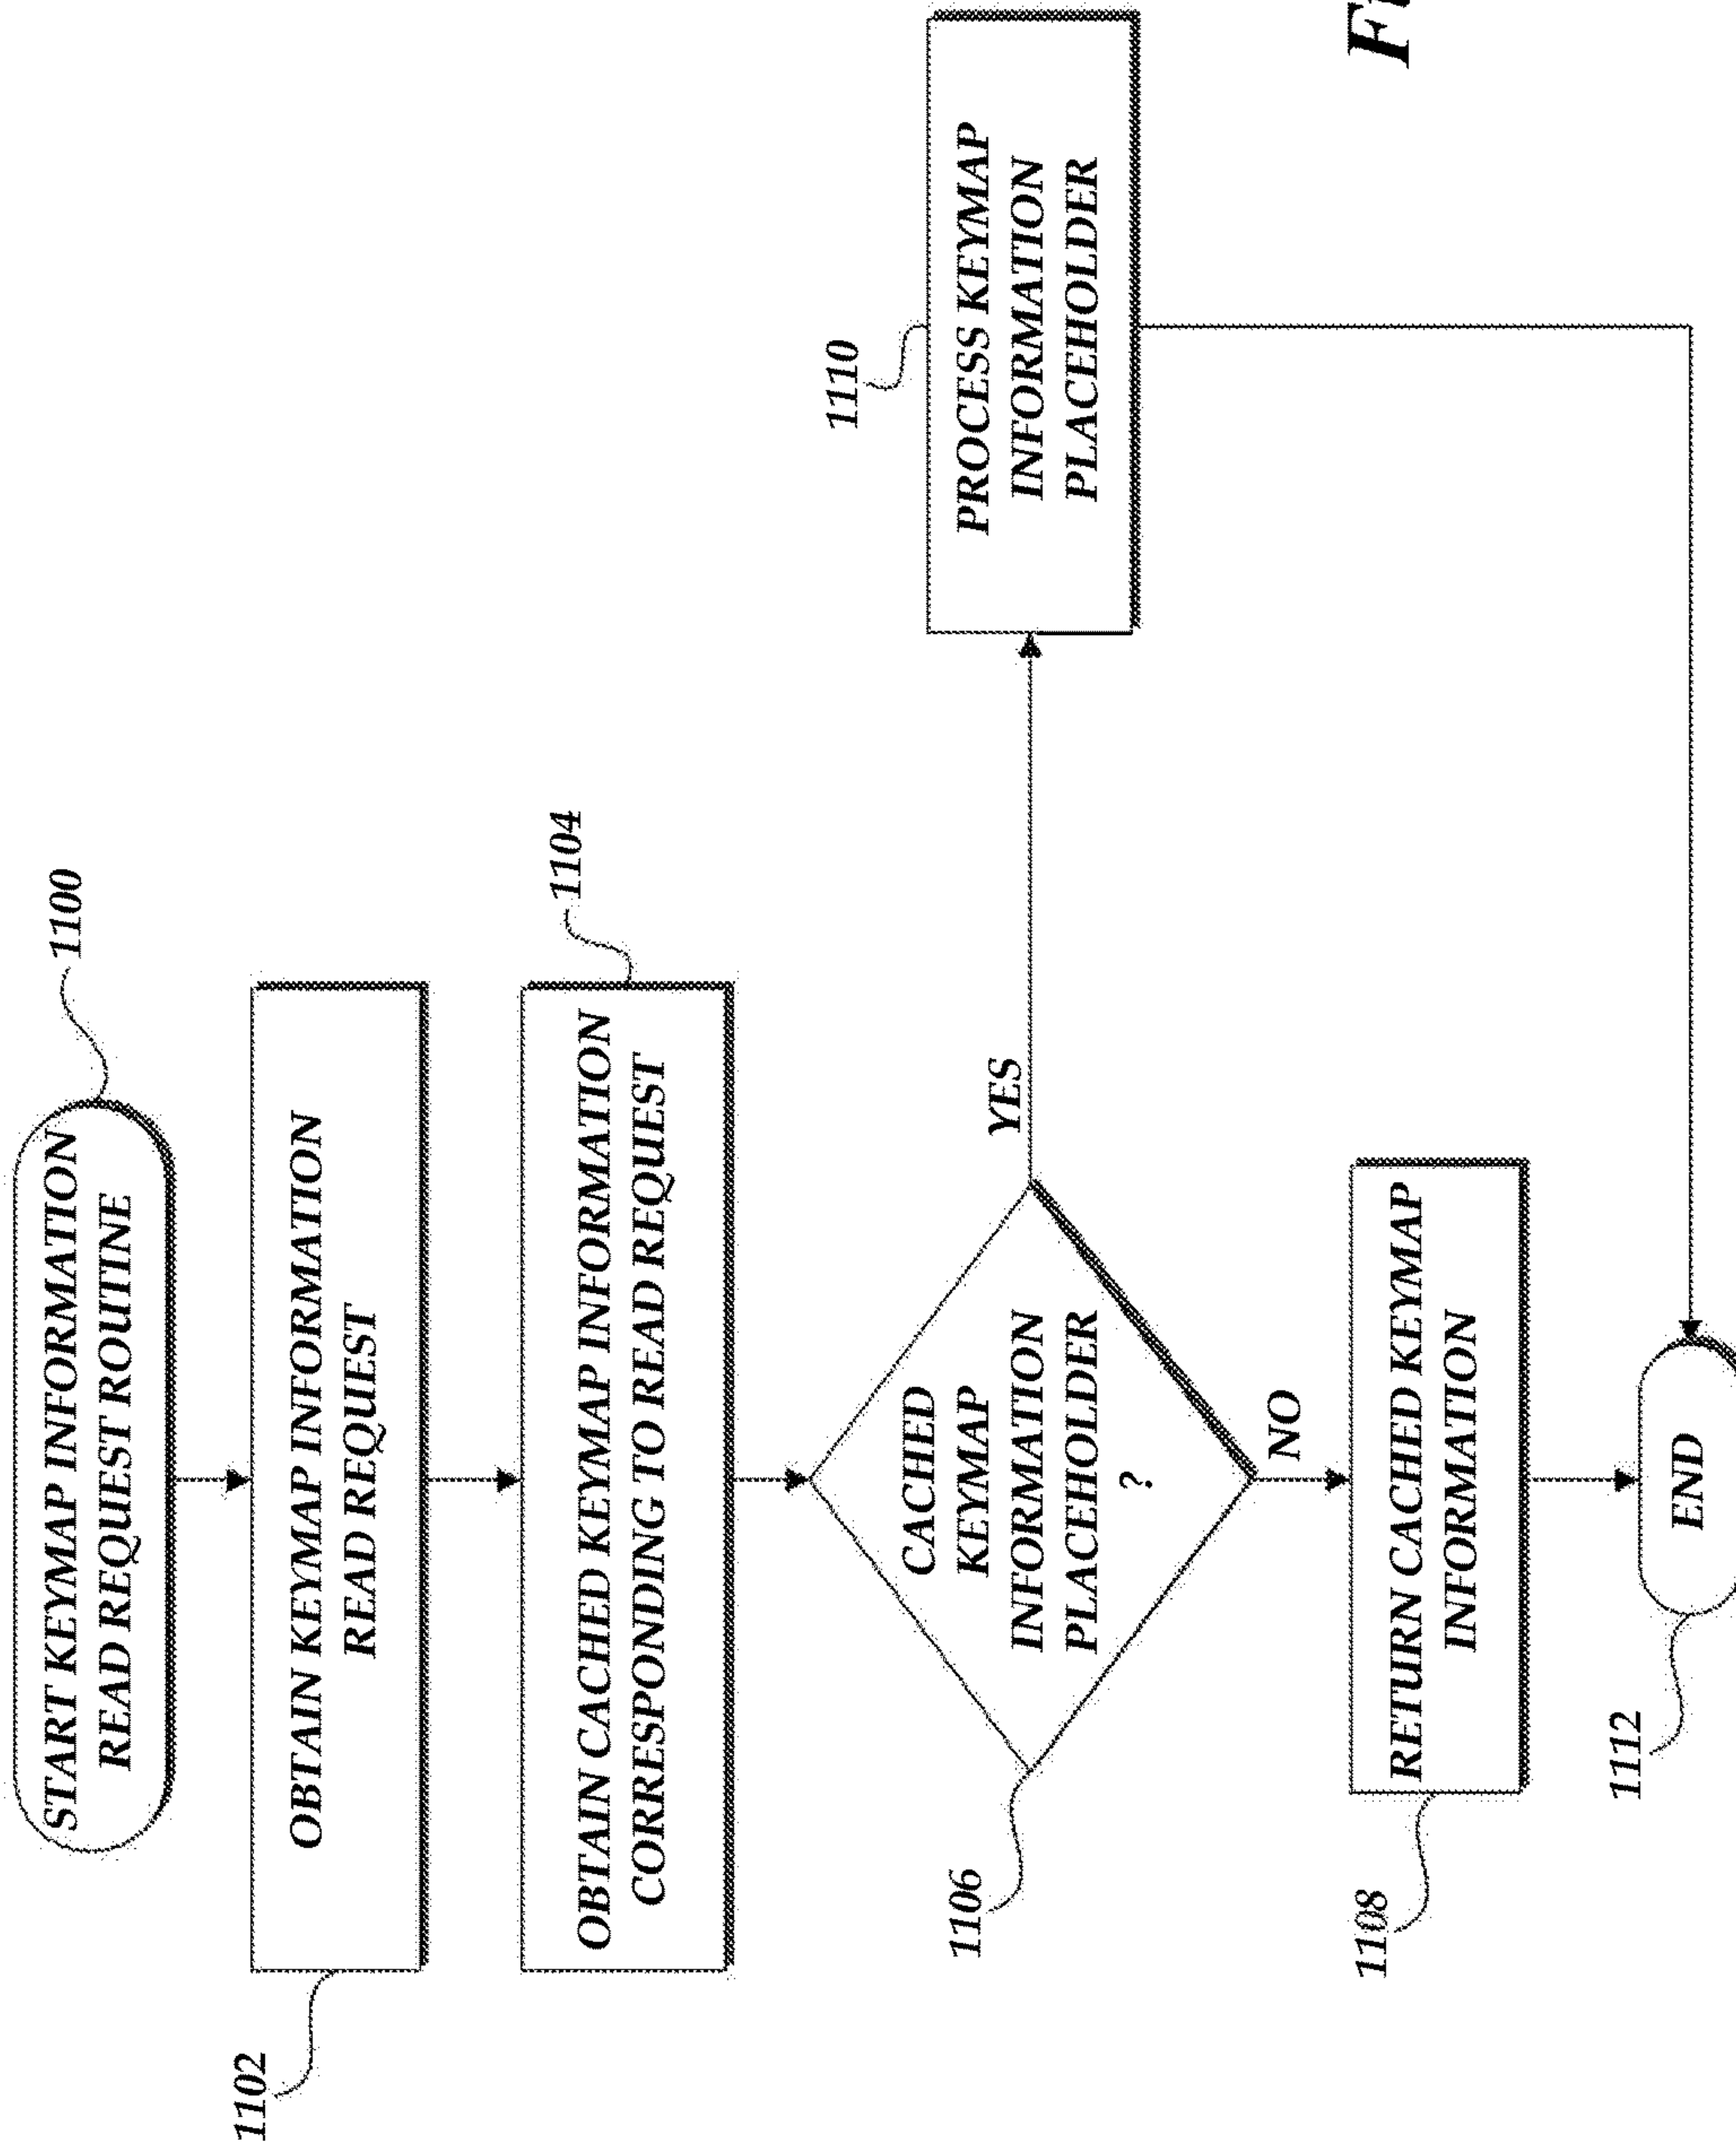 1100
START KEYMAP INFORMATION
READ REQUEST ROUTINE
1102
OBTAIN KEYMAP INFORMATION
READ REQUEST
1104
OBTAIN CACHED KEYMAP INFORMATION
CORRESPONDING TO READ REQUEST
1106
CACHED
KEYMAP
INFORMATION
PLACEHOLDER
?
YES
1110
PROCESS KEYMAP
INFORMATION
PLACEHOLDER
NO
1108
RETURN CACHED KEYMAP
INFORMATION
1112
END